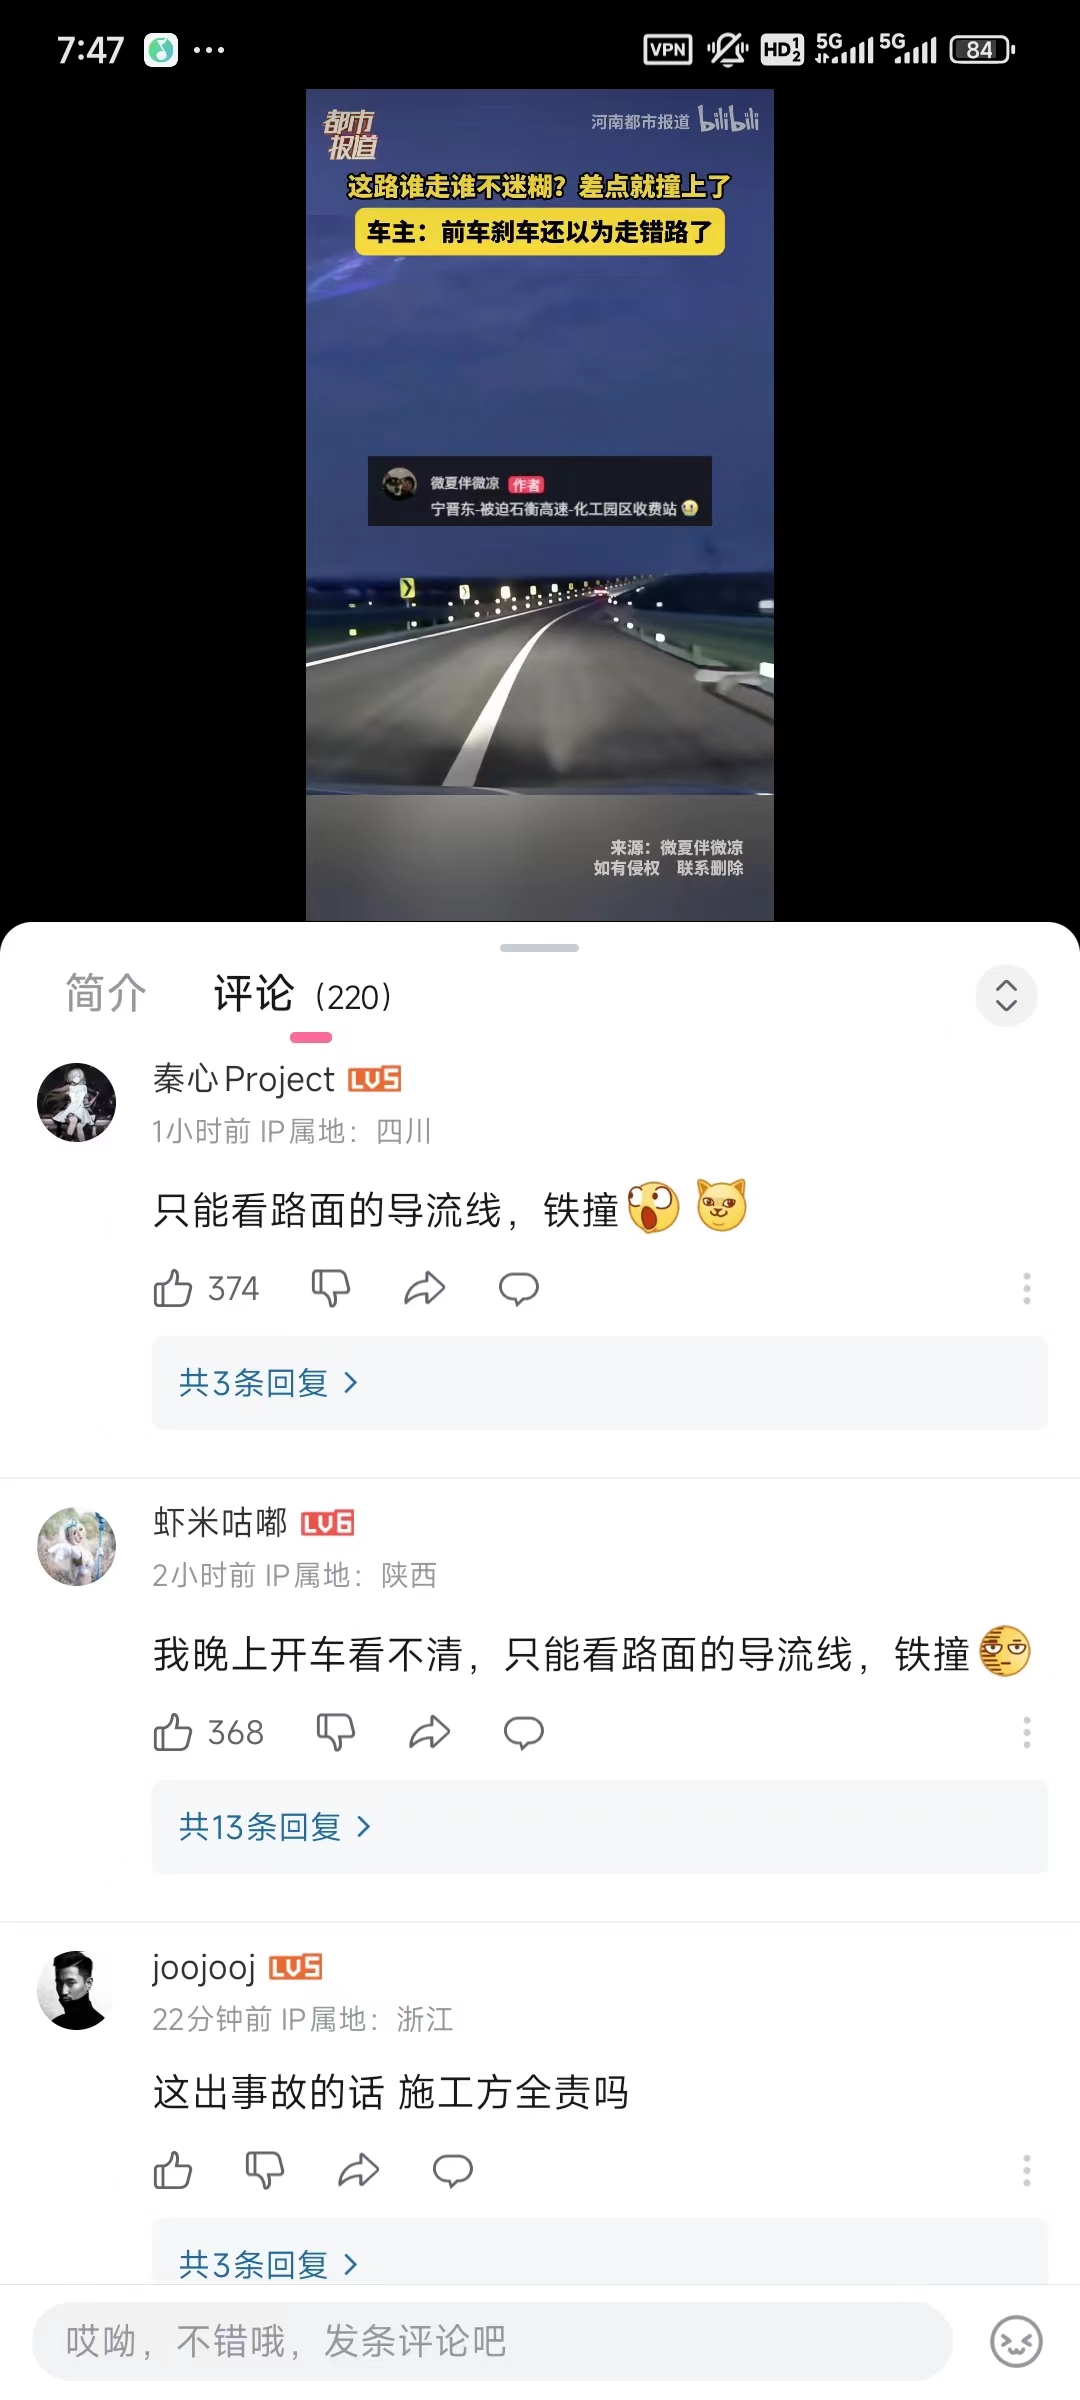 7:47
VPN
HD 1 2
5G
5G
84
都市
报道
河南都市报道 bilibili
这路谁走谁不迷糊？差点就撞上了
车主：前车刹车还以为走错路了
微夏伴微凉 作者
宁晋东-被迫石衡高速-化工园区收费站
来源：微夏伴微凉
如有侵权 联系删除
简介 评论 (220)
秦心Project LV5
1小时前 IP属地：四川
只能看路面的导流线，铁撞
374
共3条回复
虾米咕嘟 LV6
2小时前 IP属地：陕西
我晚上开车看不清，只能看路面的导流线，铁撞
368
共13条回复
joojooj LV5
22分钟前 IP属地：浙江
这出事故的话 施工方全责吗
共3条回复
哎呦，不错哦，发条评论吧